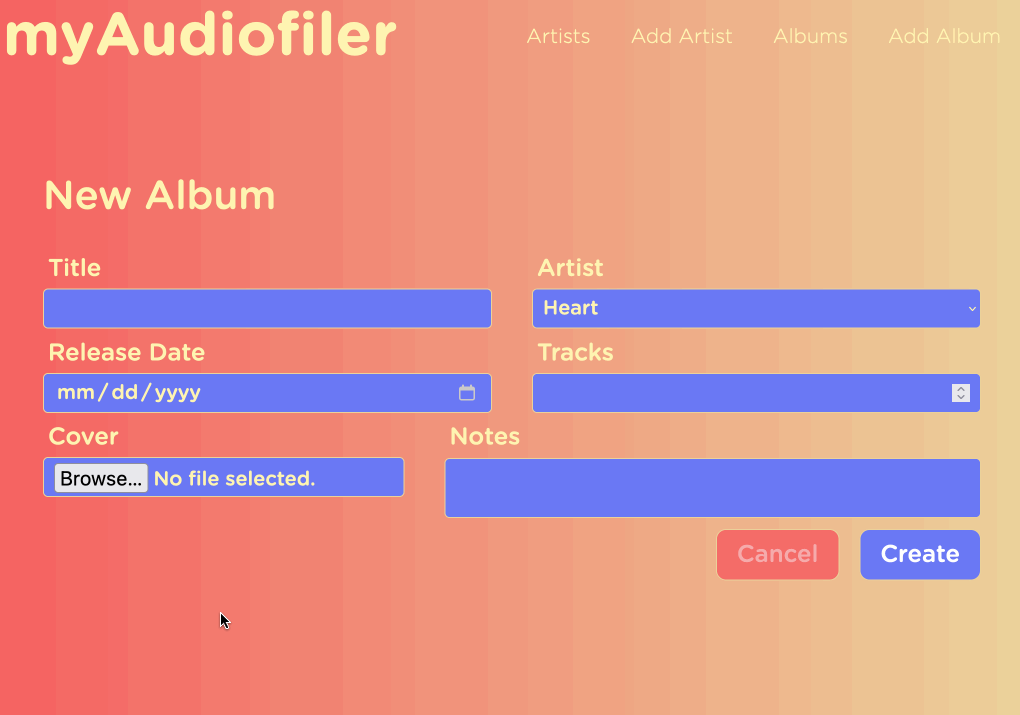 myAudiofiler
Artists Add Artist Albums Add Album
New Album
Title
Artist
Heart
Release Date
Tracks
mm/dd/yyyy
Cover
Notes
Browse... No file selected.
Cancel
Create